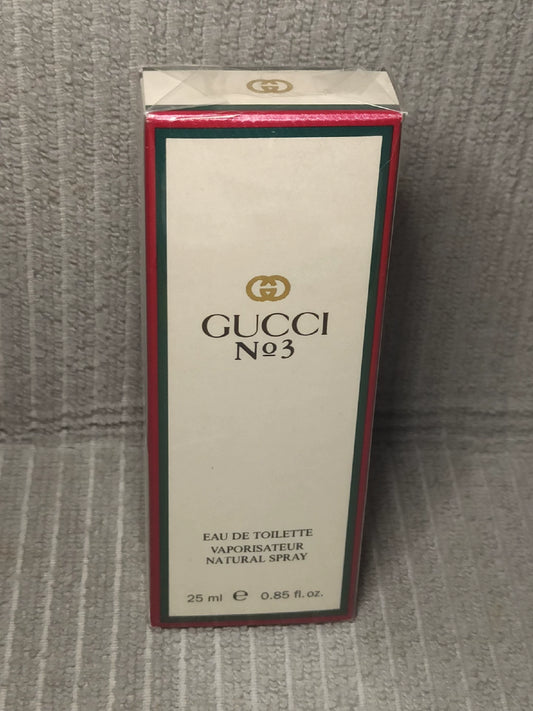 GUCCI
No3
EAU DE TOILETTE
VAPORISATEUR
NATURAL SPRAY
25 ml e 0.85 fl. oz.